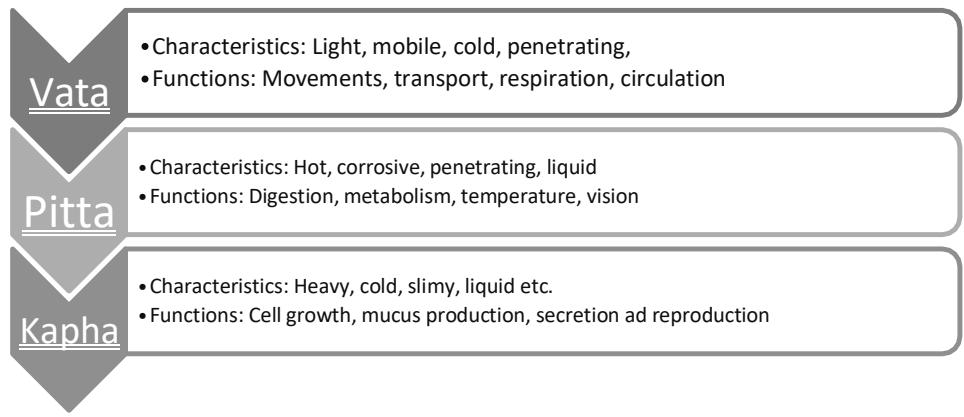 Vata
•Characteristics: Light, mobile, cold, penetrating,
•Functions: Movements, transport, respiration, circulation
Pitta
•Characteristics: Hot, corrosive, penetrating, liquid
•Functions: Digestion, metabolism, temperature, vision
Kapha
•Characteristics: Heavy, cold, slimy, liquid etc.
•Functions: Cell growth, mucus production, secretion ad reproduction